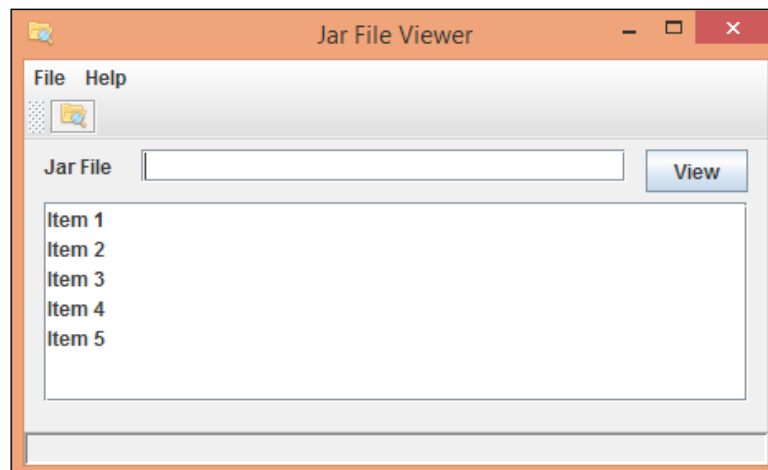 Jar File Viewer
File Help
Jar File
View
Item 1
Item 2
Item 3
Item 4
Item 5